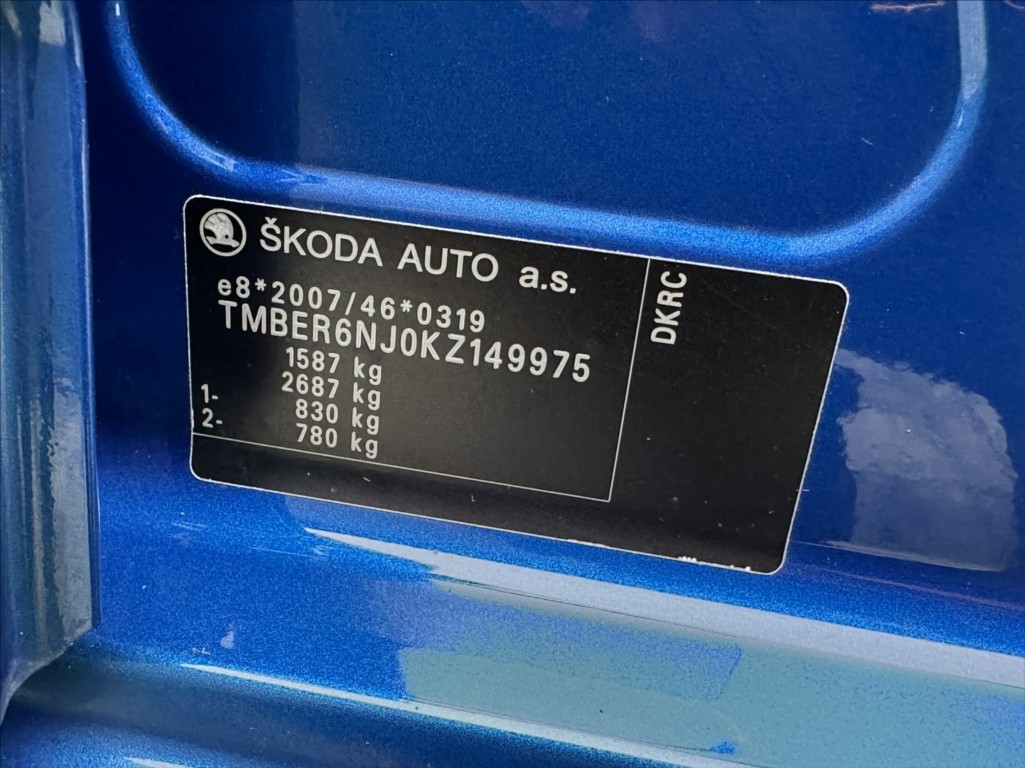 ŠKODA AUTO a.s.
e8*2007/46*0319
TMBER6NJ0KZ149975
1587 kg
2687 kg
1- 830 kg
2- 780 kg
DKRC